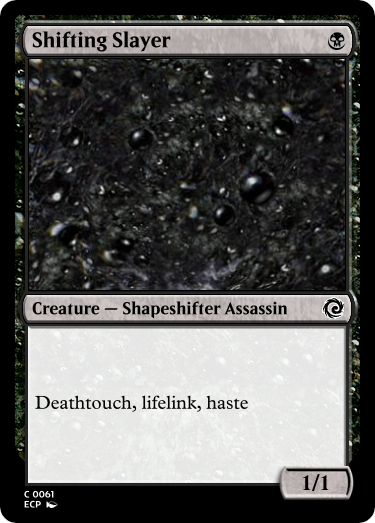 Shifting Slayer
Creature — Shapeshifter Assassin
Deathtouch, lifelink, haste
1/1
C 0061
ECP